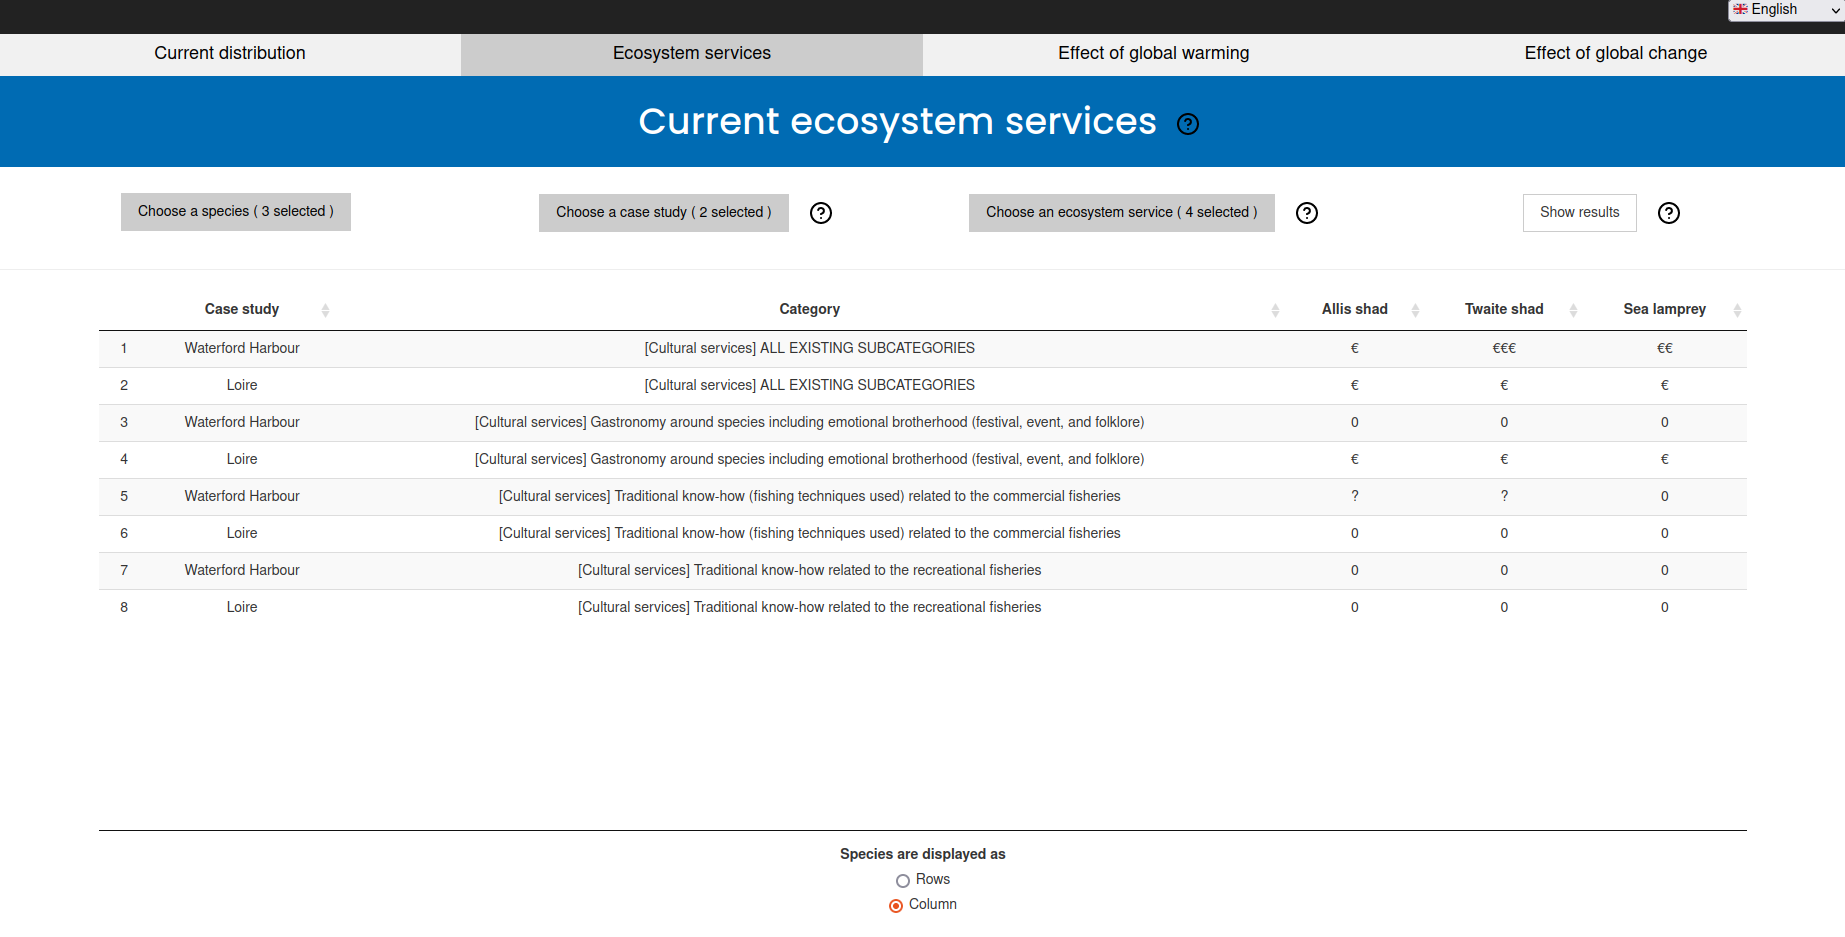 English
Current distribution Ecosystem services Effect of global warming Effect of global change
Current ecosystem services ?
Choose a species ( 3 selected ) Choose a case study ( 2 selected ) ? Choose an ecosystem service ( 4 selected ) ? Show results ?
Case study Category Allis shad Twaite shad Sea lamprey
1 Waterford Harbour [Cultural services] ALL EXISTING SUBCATEGORIES € €€€ €€
2 Loire [Cultural services] ALL EXISTING SUBCATEGORIES € € €
3 Waterford Harbour [Cultural services] Gastronomy around species including emotional brotherhood (festival, event, and folklore) 0 0 0
4 Loire [Cultural services] Gastronomy around species including emotional brotherhood (festival, event, and folklore) € € €
5 Waterford Harbour [Cultural services] Traditional know-how (fishing techniques used) related to the commercial fisheries ? ? 0
6 Loire [Cultural services] Traditional know-how (fishing techniques used) related to the commercial fisheries 0 0 0
7 Waterford Harbour [Cultural services] Traditional know-how related to the recreational fisheries 0 0 0
8 Loire [Cultural services] Traditional know-how related to the recreational fisheries 0 0 0
Species are displayed as
Rows
Column